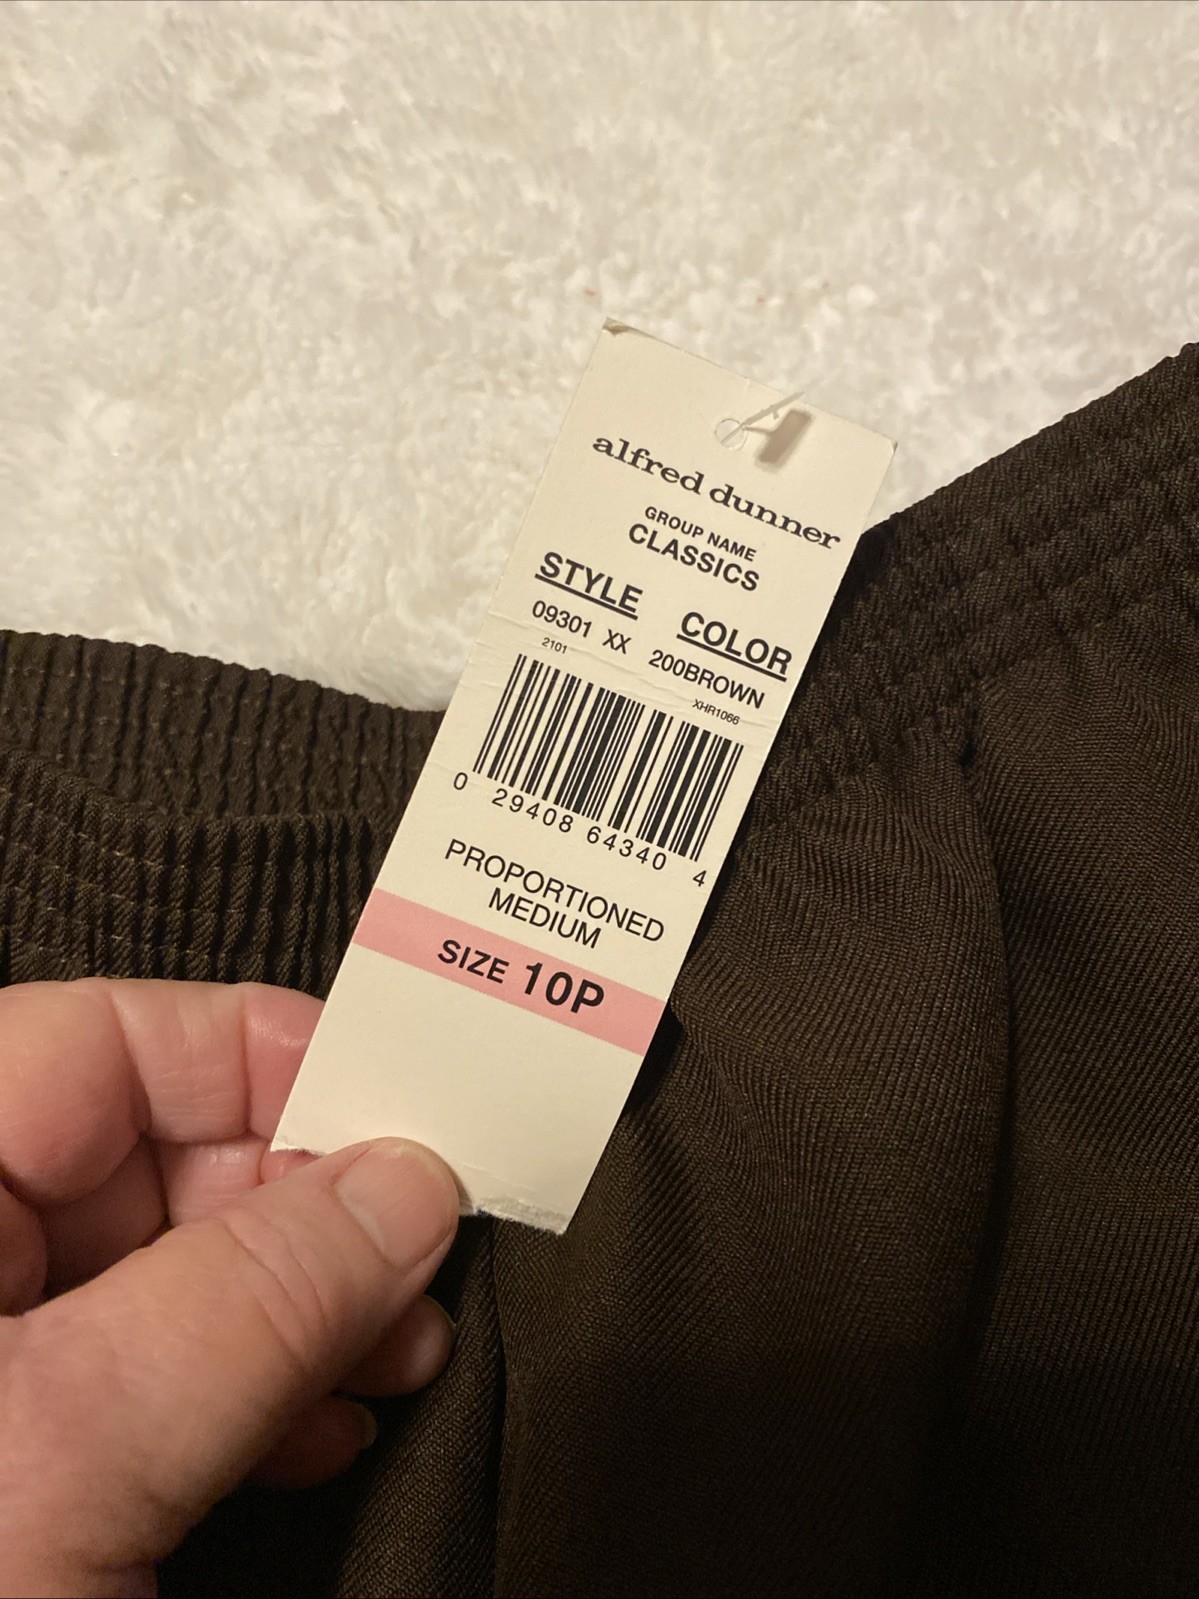 alfred dunner
GROUP NAME
CLASSICS
STYLE COLOR
09301 XX 200BROWN
2101 XHR1066
0 29408 64340 4
PROPORTIONED
MEDIUM
SIZE 10P